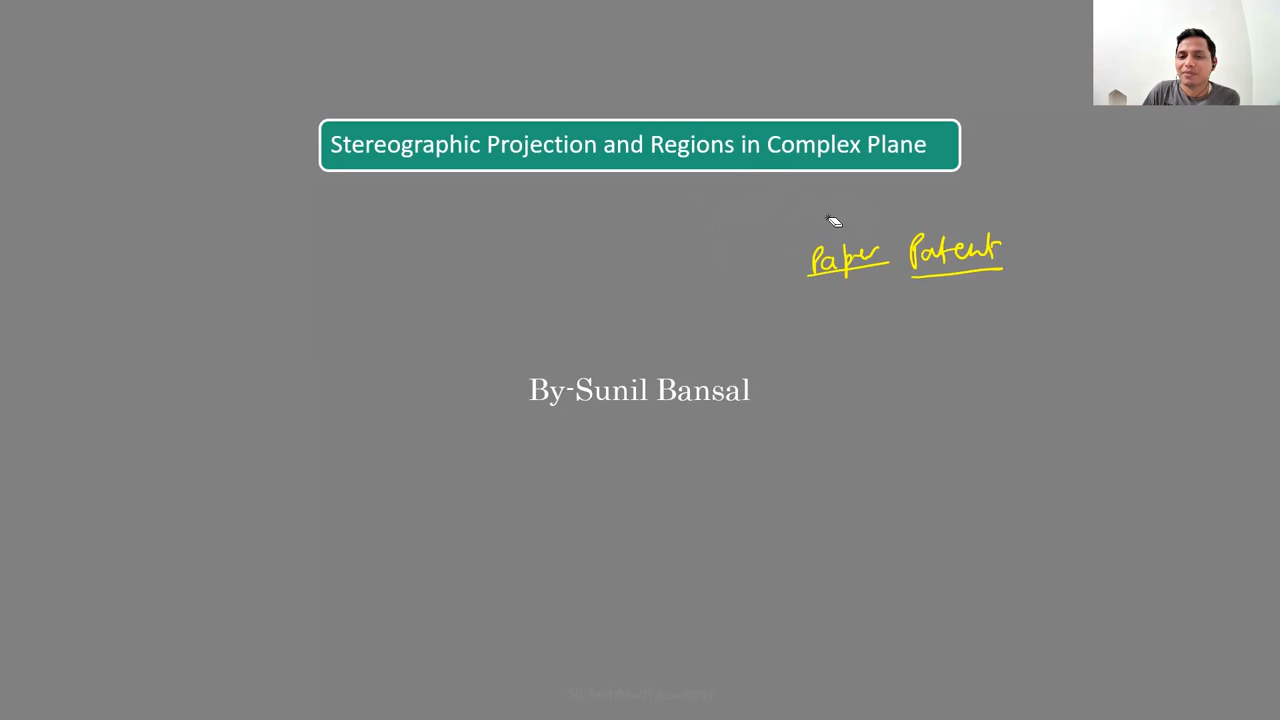 Stereographic Projection and Regions in Complex Plane
Paper Patent
By-Sunil Bansal